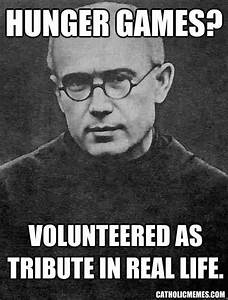 HUNGER GAMES?
VOLUNTEERED AS
TRIBUTE IN REAL LIFE.
CATHOLICMEMES.COM